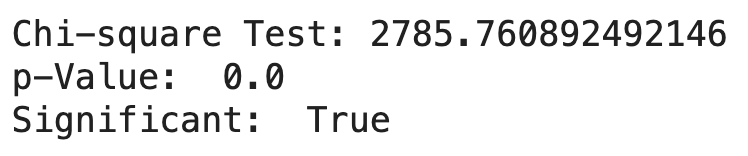 Chi-square Test: 2785.760892492146
p-Value:  0.0
Significant:  True